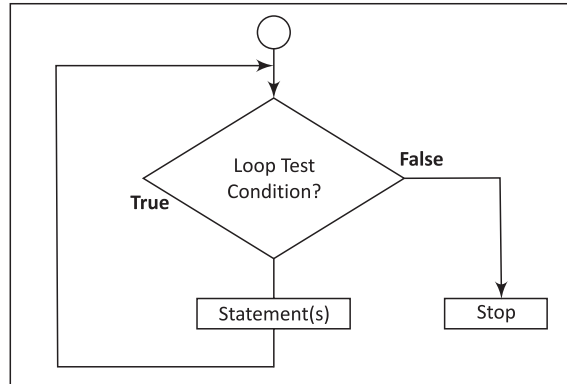 Loop Test
Condition?
True
False
Statement(s)
Stop